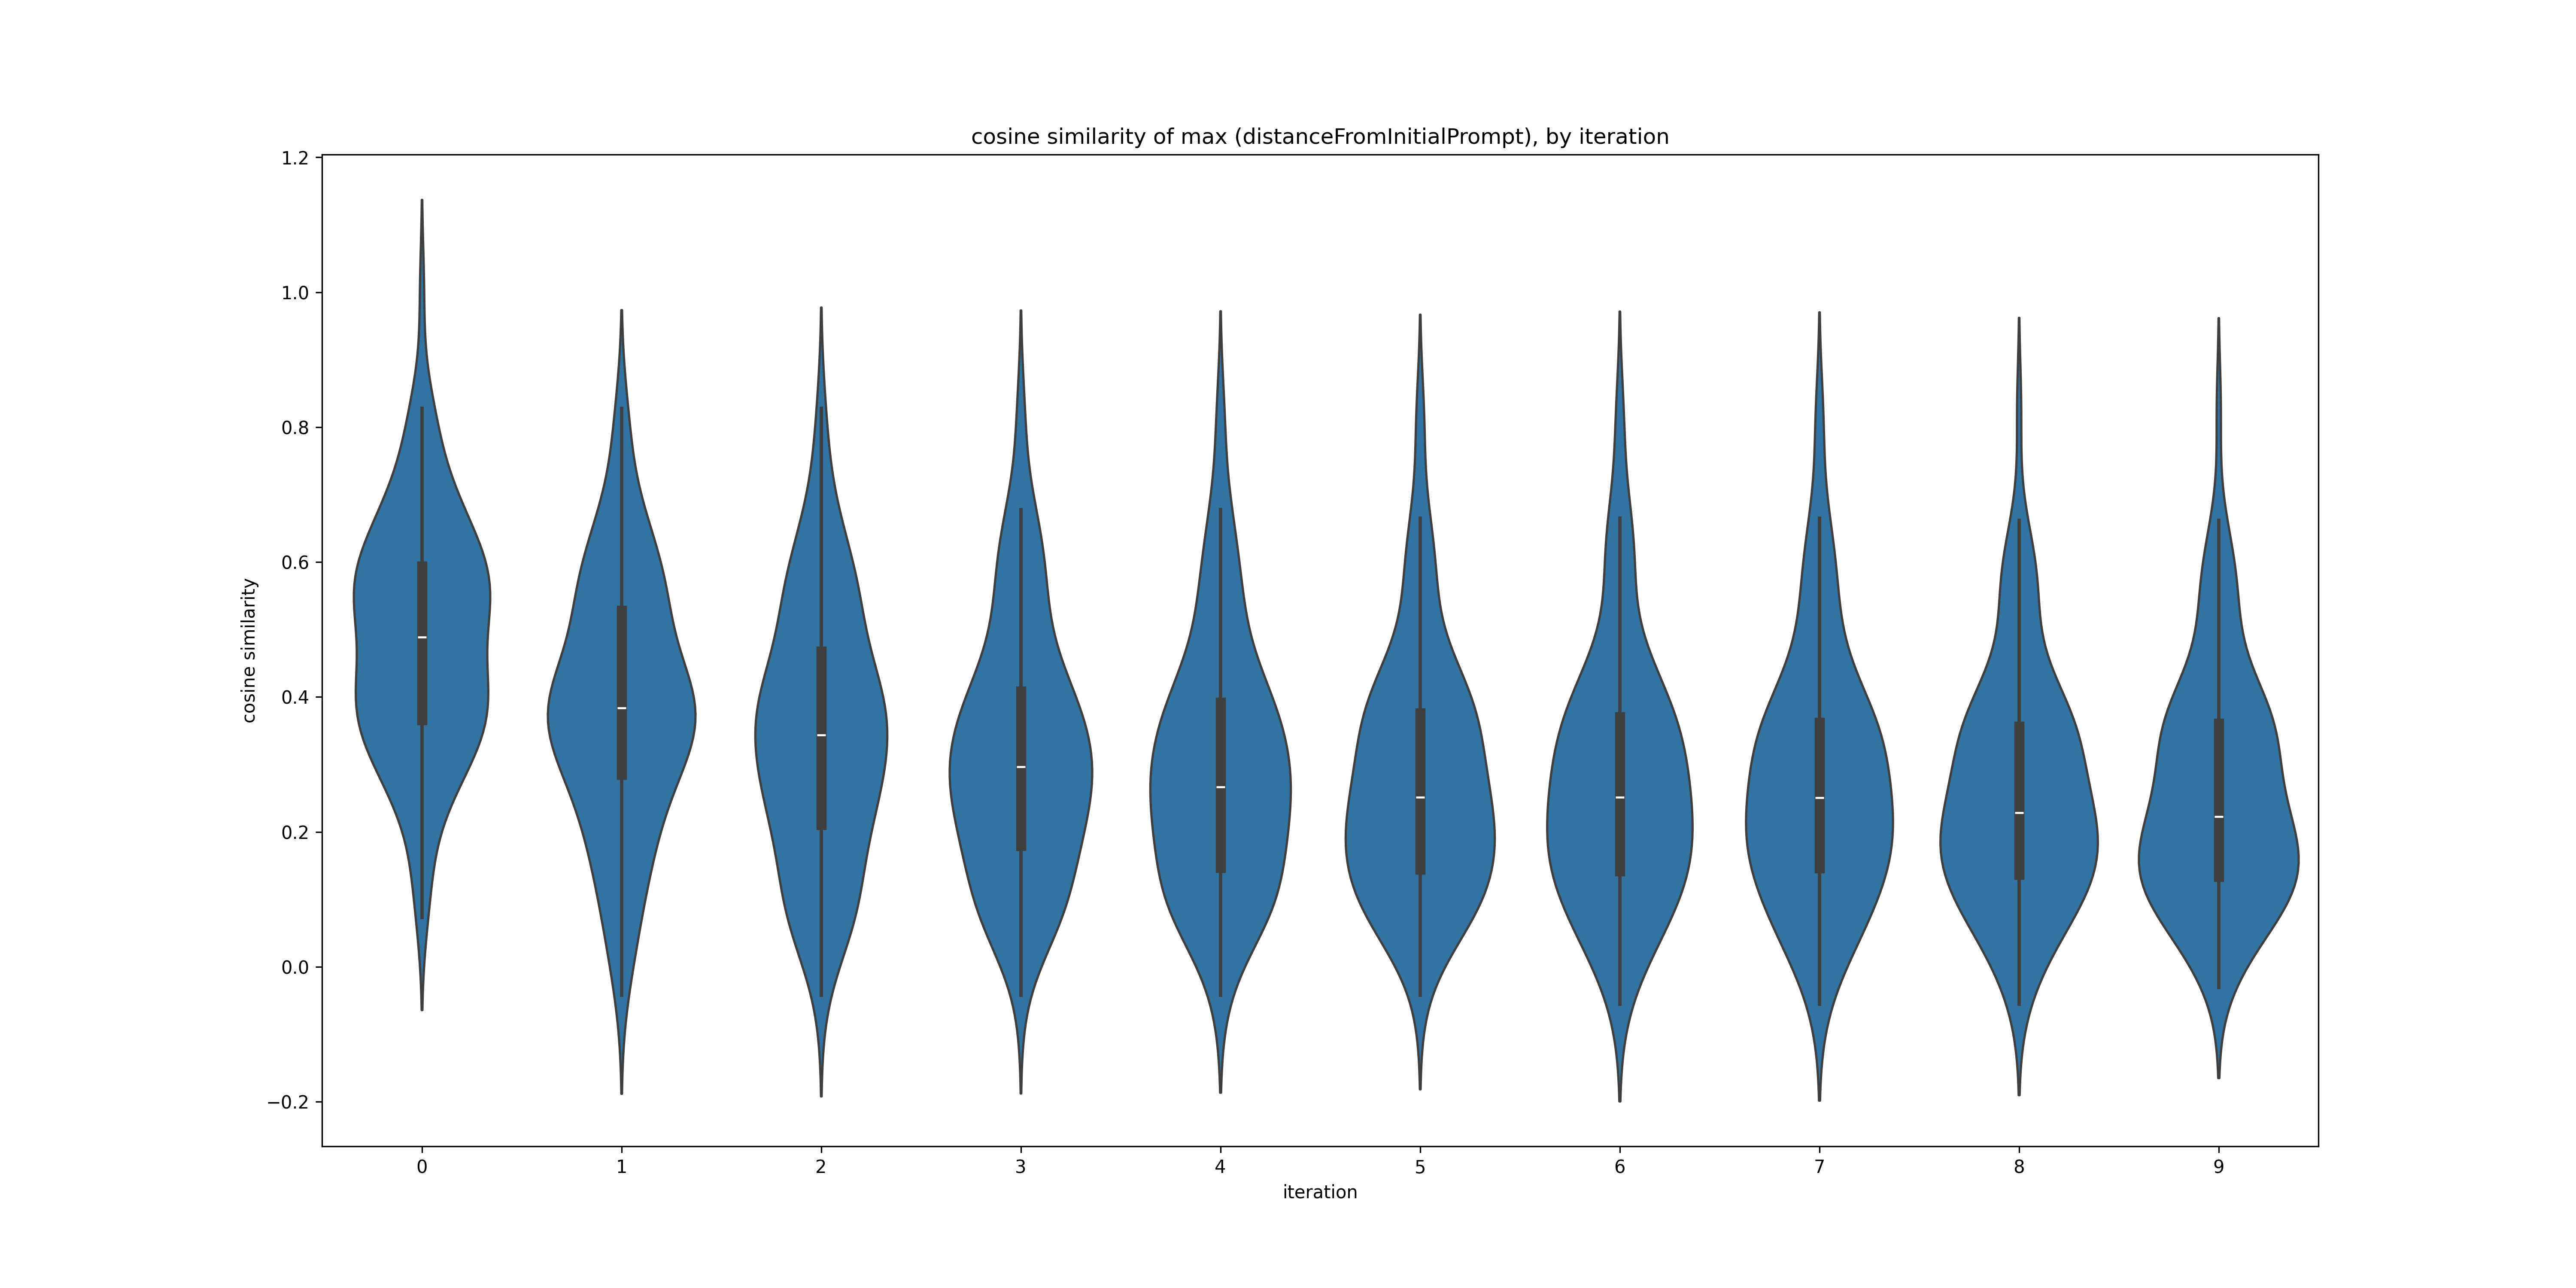 cosine similarity of max (distanceFromInitialPrompt), by iteration
1.2
1.0
0.8
0.6
0.4
0.2
0.0
−0.2
cosine similarity
0 1 2 3 4 5 6 7 8 9
iteration